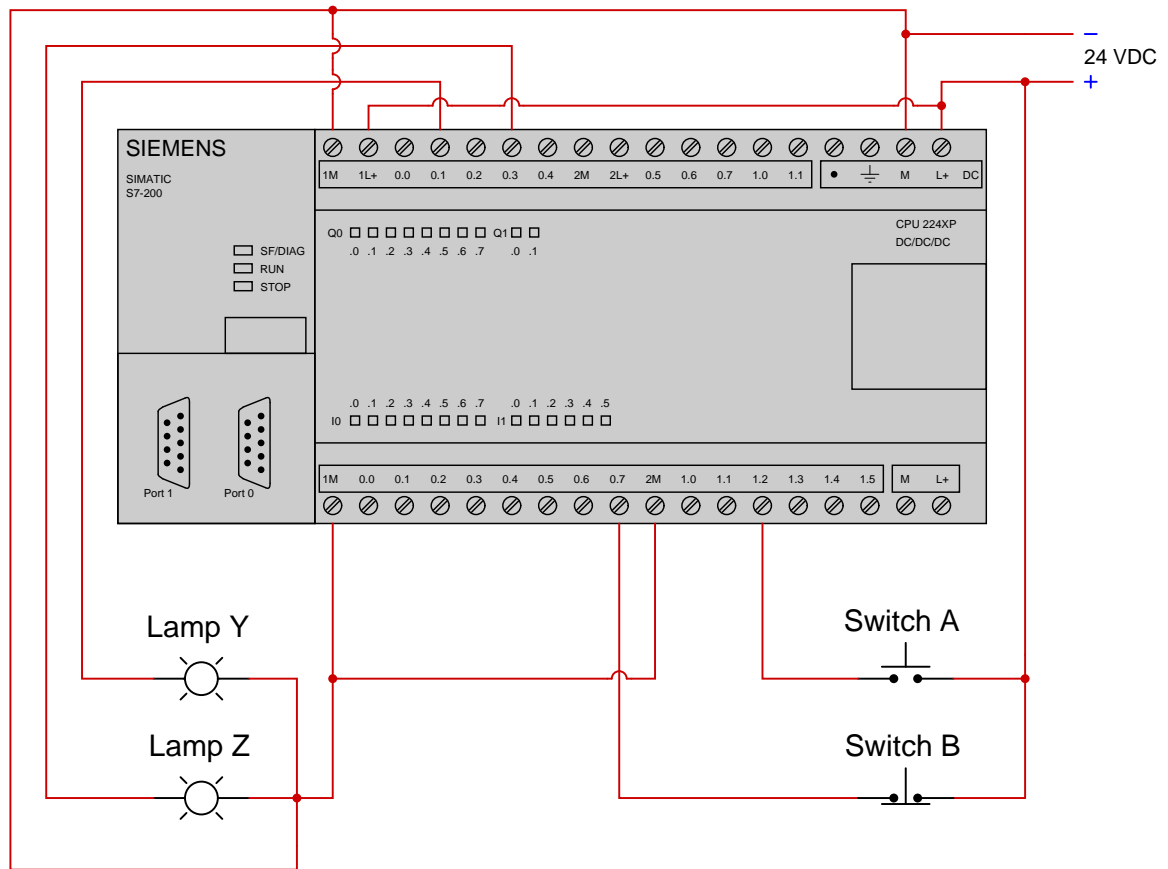 −
24 VDC
+
SIEMENS
SIMATIC
S7-200
1M 1L+ 0.0 0.1 0.2 0.3 0.4 2M 2L+ 0.5 0.6 0.7 1.0 1.1 M L+ DC
CPU 224XP
DC/DC/DC
Q0 Q1
.0 .1 .2 .3 .4 .5 .6 .7 .0 .1
SF/DIAG
RUN
STOP
.0 .1 .2 .3 .4 .5 .6 .7 .0 .1 .2 .3 .4 .5
I0 I1
Port 1 Port 0
1M 0.0 0.1 0.2 0.3 0.4 0.5 0.6 0.7 2M 1.0 1.1 1.2 1.3 1.4 1.5 M L+
Lamp Y
Switch A
Lamp Z
Switch B